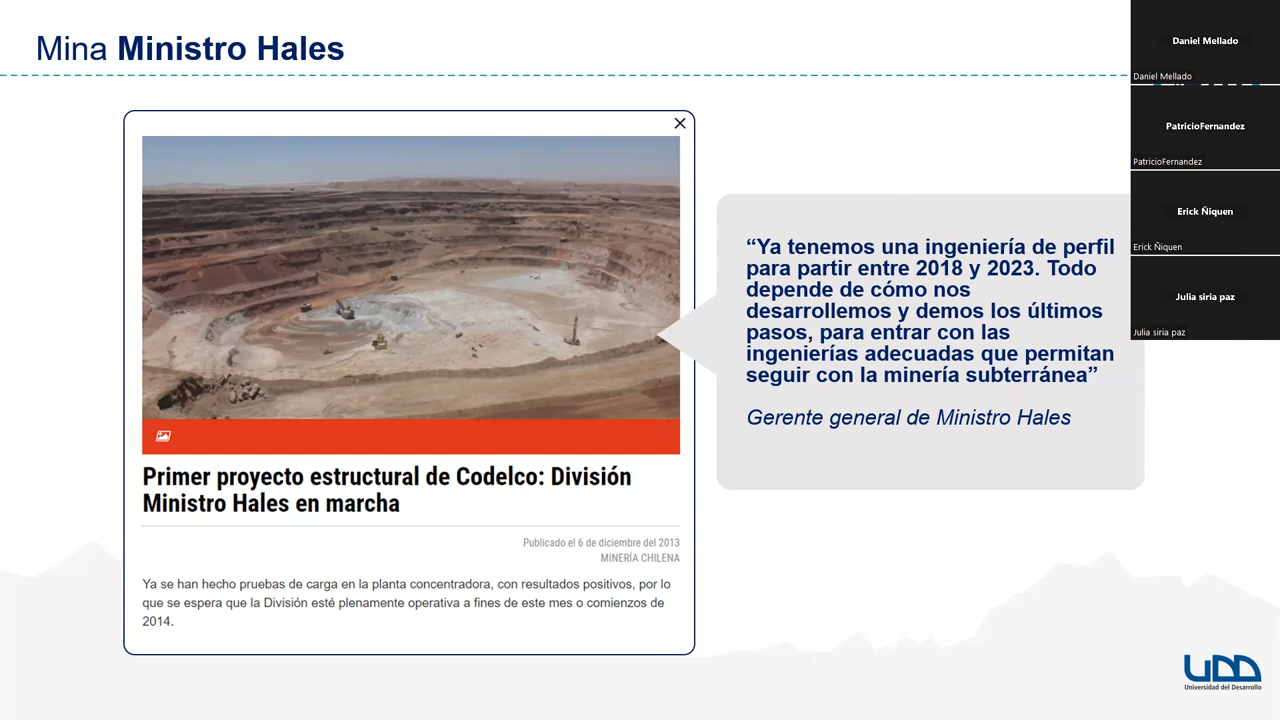 Mina Ministro Hales
Primer proyecto estructural de Codelco: División
Ministro Hales en marcha
Publicado el 6 de diciembre del 2013
MINERÍA CHILENA
Ya se han hecho pruebas de carga en la planta concentradora, con resultados positivos, por lo
que se espera que la División esté plenamente operativa a fines de este mes o comienzos de
2014.
“Ya tenemos una ingeniería de perfil
para partir entre 2018 y 2023. Todo
depende de cómo nos
desarrollemos y demos los últimos
pasos, para entrar con las
ingenierías adecuadas que permitan
seguir con la minería subterránea”
Gerente general de Ministro Hales
Daniel Mellado
Daniel Mellado
PatricioFernandez
PatricioFernandez
Erick Ñiquen
Erick Ñiquen
Julia siria paz
Julia siria paz
UDD
Universidad del Desarrollo